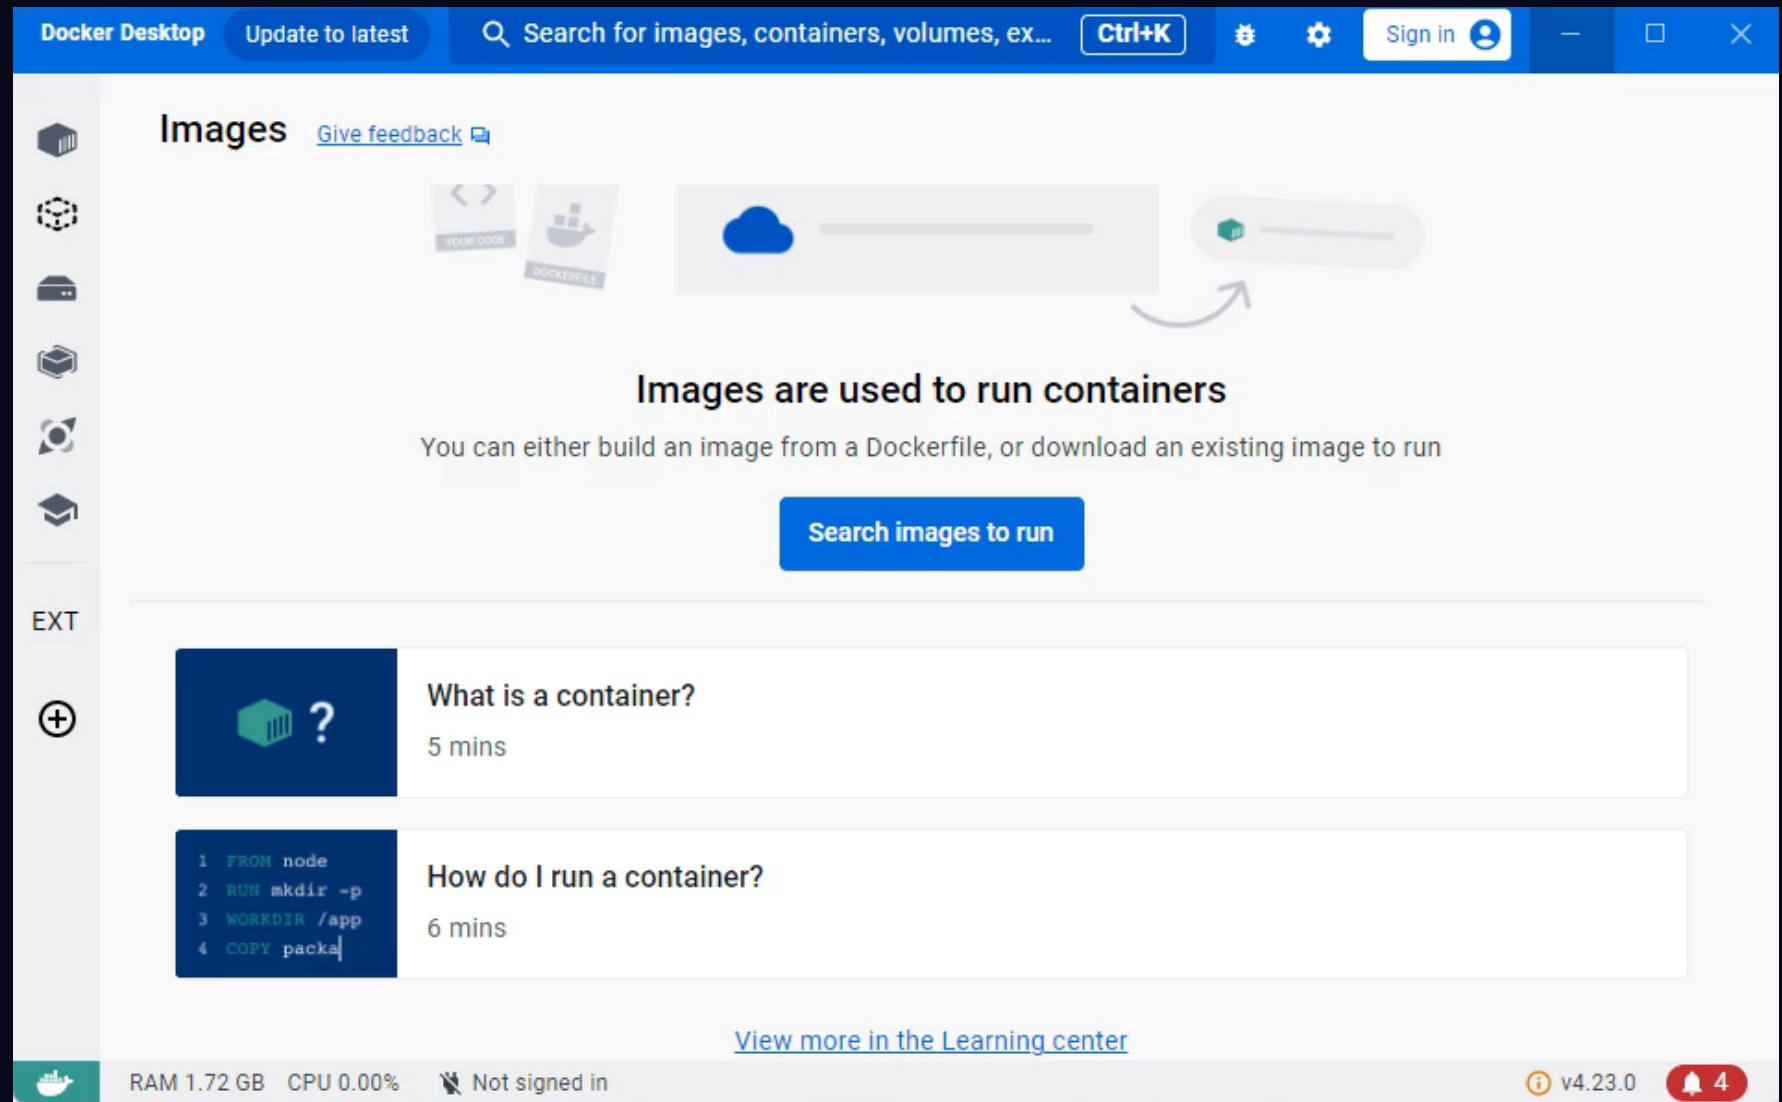 Docker Desktop
Update to latest
Search for images, containers, volumes, ex...
Ctrl+K
Sign in
Images
Give feedback
YOUR CODE
DOCKERFILE
Images are used to run containers
You can either build an image from a Dockerfile, or download an existing image to run
Search images to run
EXT
What is a container?
5 mins
?
1 FROM node
2 RUN mkdir -p
3 WORKDIR /app
4 COPY packa
How do I run a container?
6 mins
View more in the Learning center
RAM 1.72 GB CPU 0.00% Not signed in
v4.23.0
4